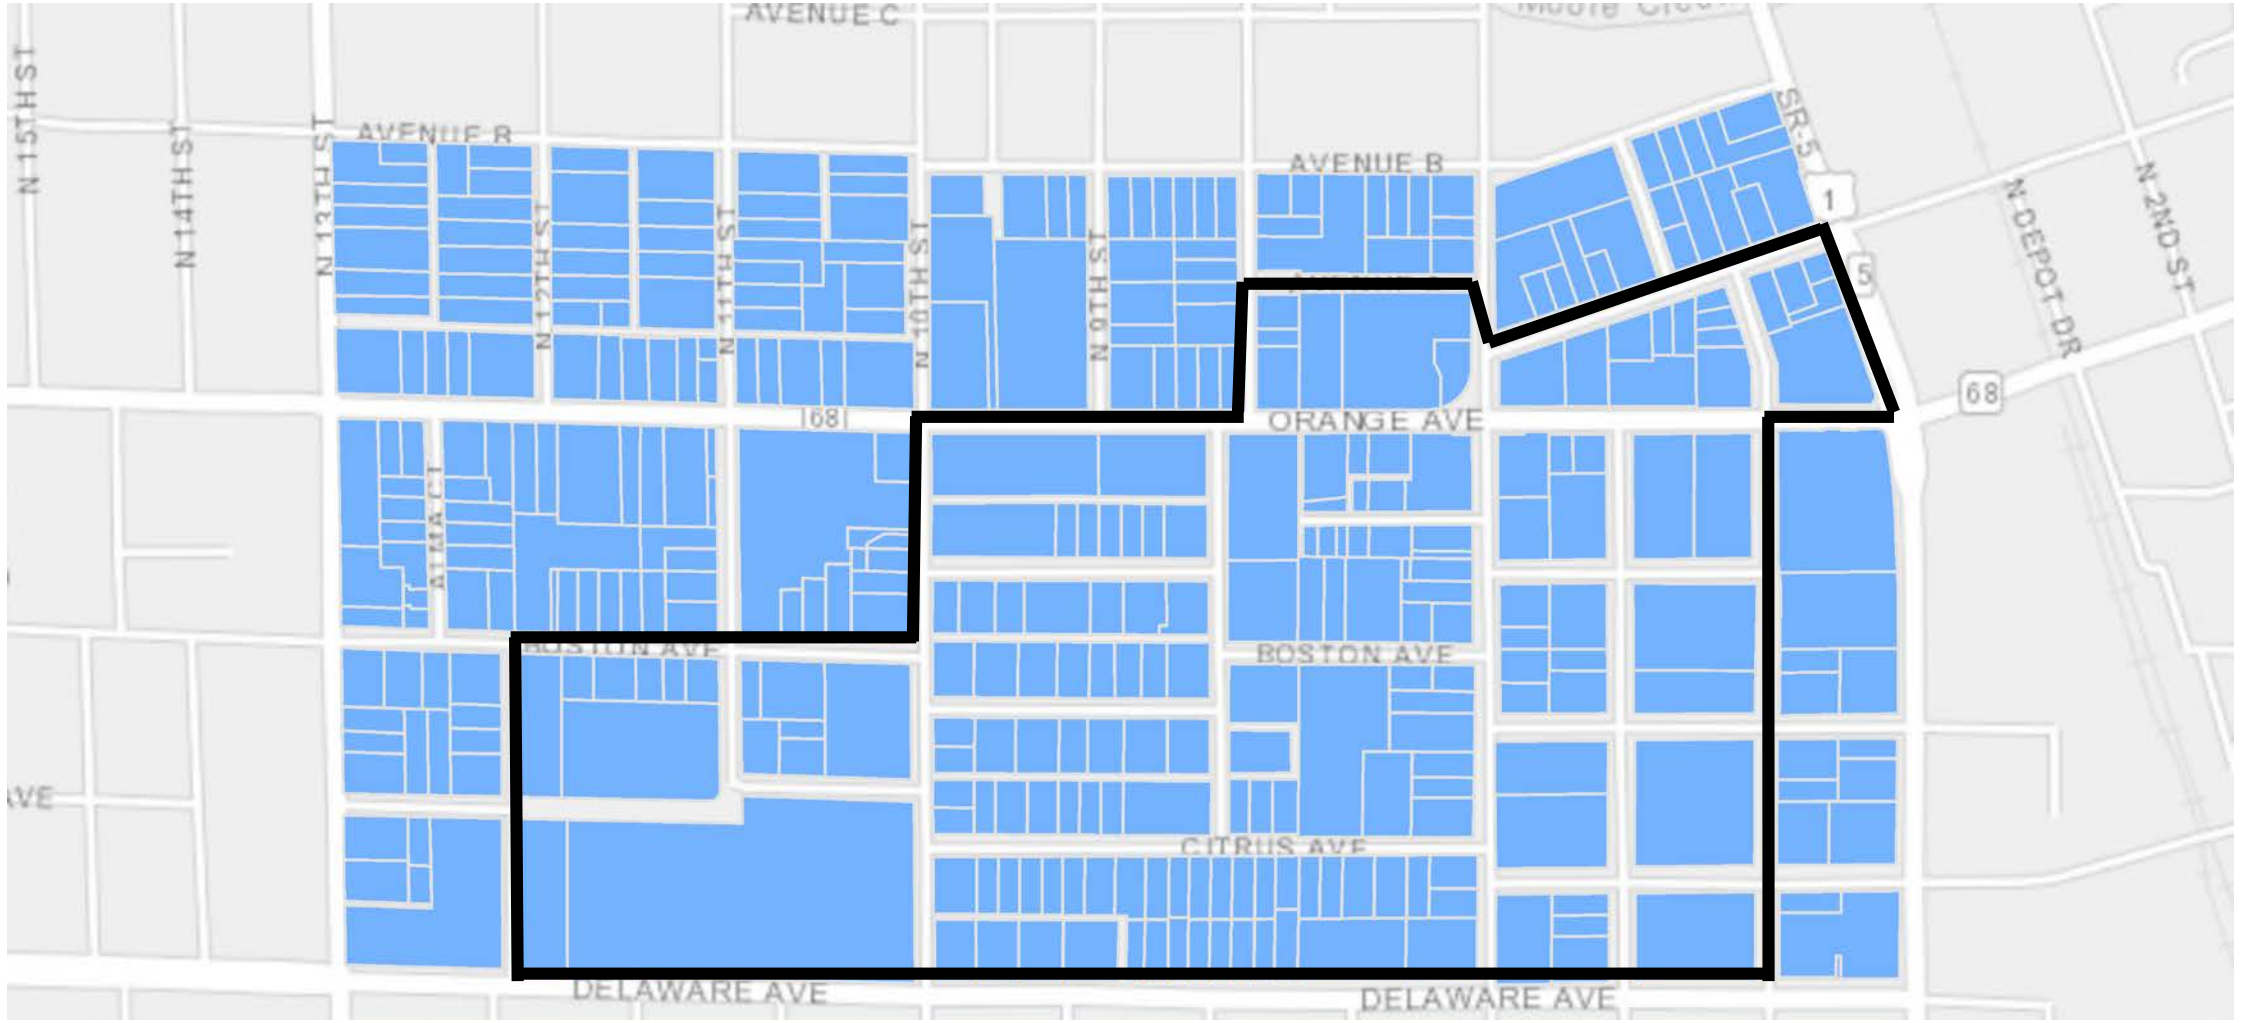 AVENUE C
N 15TH ST
N 14TH ST
N 13TH ST
AVENUE B
AVENUE B
SR-5
1
5
N DEPOT DR
N 2ND ST
N 12TH ST
N 11TH ST
N 10TH ST
N 9TH ST
68
68
ORANGE AVE
ALMA CT
BOSTON AVE
BOSTON AVE
AVE
CITRUS AVE
DELAWARE AVE
DELAWARE AVE